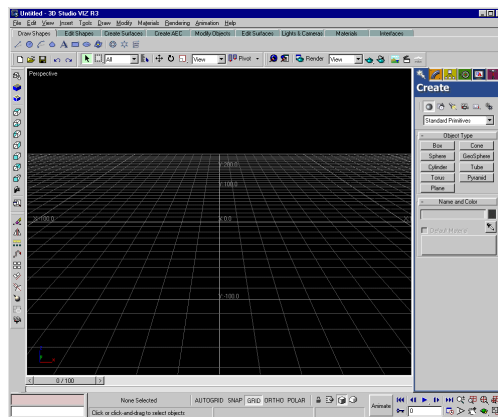 Untitled - 3D Studio VIZ R3
File Edit View Insert Tools Draw Modify Materials Rendering Animation Help
Draw Shapes Edit Shapes Create Surfaces Create AEC Modify Objects Edit Surfaces Lights & Cameras Materials Interfaces
All View Pivot Render View
Perspective
Create
Standard Primitives
Object Type
Box Cone
Sphere GeoSphere
Cylinder Tube
Torus Pyramid
Plane
Name and Color
Default Material
Y 200.0
Y 100.0
X -100.0 X 0.0 X
Y -100.0
0 / 100
None Selected AUTOGRID SNAP GRID ORTHO POLAR
Click or click-and-drag to select objects
Animate 0